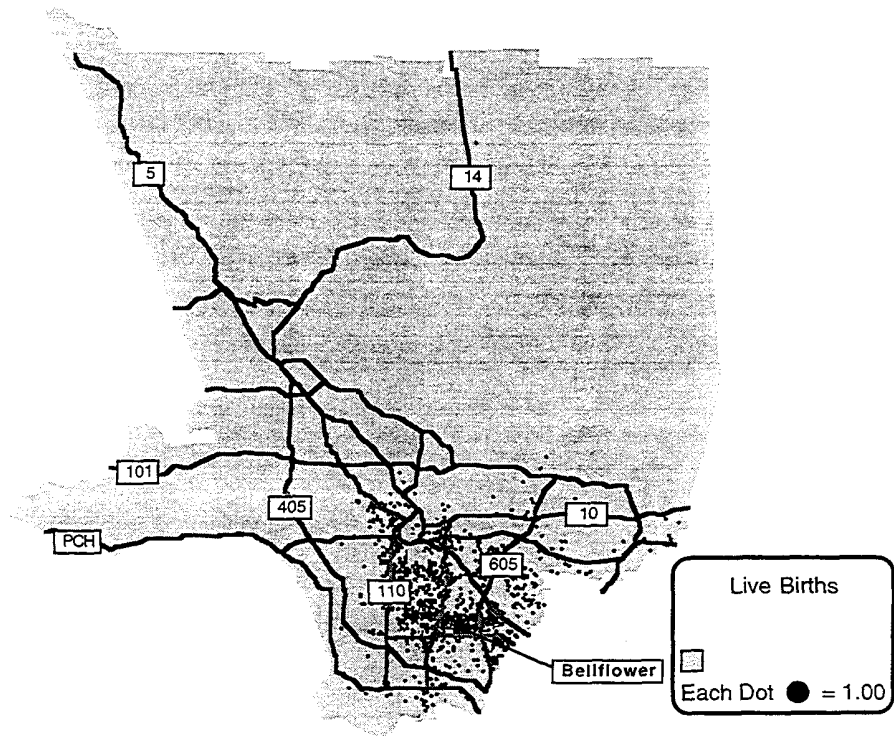 5
14
101
405
10
PCH
605
110
Live Births
Bellflower
Each Dot ● = 1.00